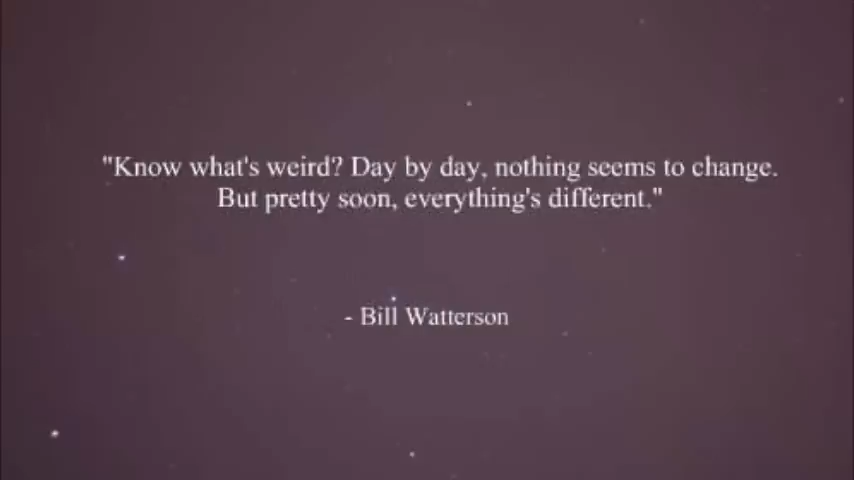 "Know what's weird? Day by day, nothing seems to change.
But pretty soon, everything's different."
- Bill Watterson